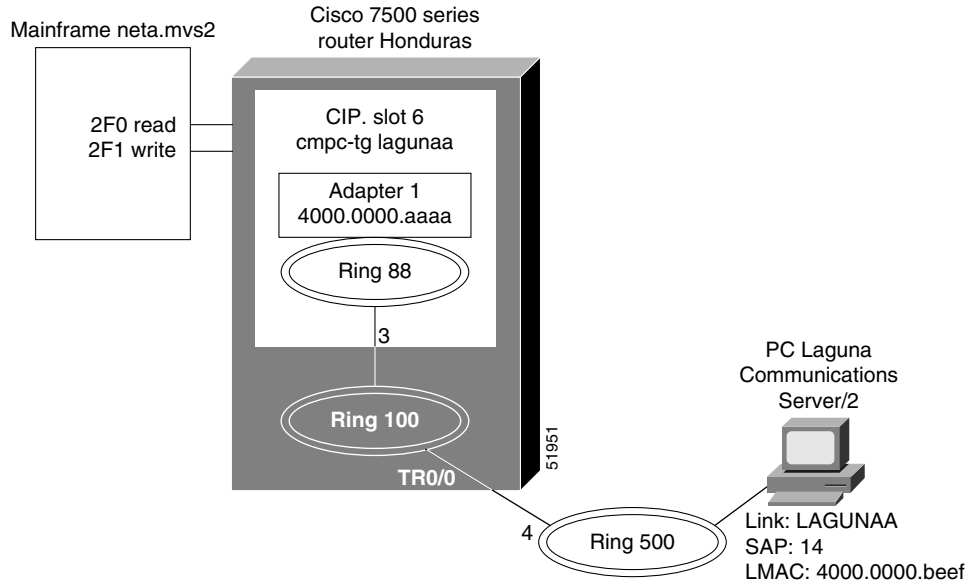 Mainframe neta.mvs2
Cisco 7500 series
router Honduras
2F0 read
2F1 write
CIP. slot 6
cmpc-tg lagunaa
Adapter 1
4000.0000.aaaa
Ring 88
3
Ring 100
TR0/0
51951
4
Ring 500
PC Laguna
Communications
Server/2
Link: LAGUNAA
SAP: 14
LMAC: 4000.0000.beef